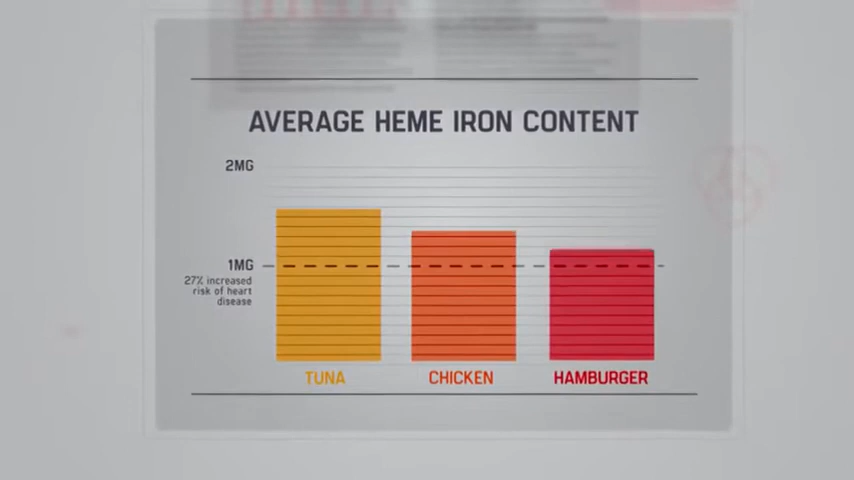 AVERAGE HEME IRON CONTENT
2MG
1MG
27% increased
risk of heart
disease
TUNA
CHICKEN
HAMBURGER